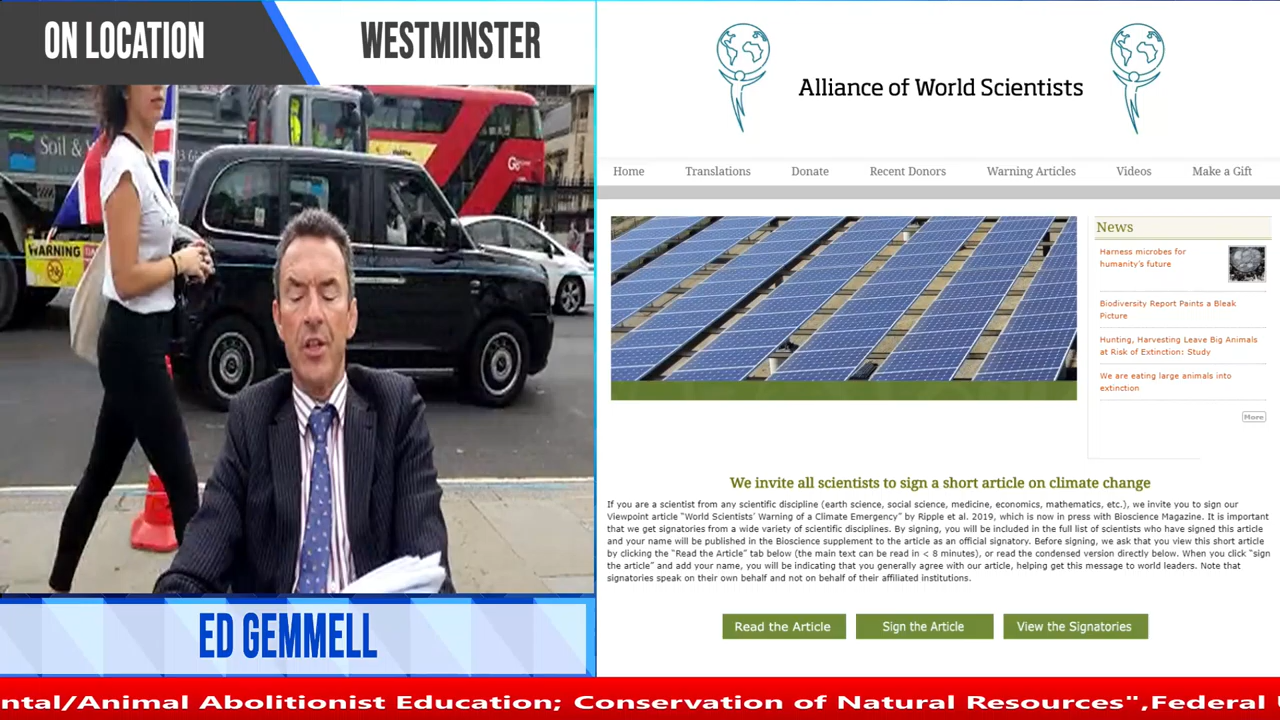 ON LOCATION
WESTMINSTER
Soil &
WARNING
Go
ED GEMMELL
Alliance of World Scientists
Home
Translations
Donate
Recent Donors
Warning Articles
Videos
Make a Gift
News
Harness microbes for
humanity's future
Biodiversity Report Paints a Bleak
Picture
Hunting, Harvesting Leave Big Animals
at Risk of Extinction: Study
We are eating large animals into
extinction
More
We invite all scientists to sign a short article on climate change
If you are a scientist from any scientific discipline (earth science, social science, medicine, economics, mathematics, etc.), we invite you to sign our
Viewpoint article "World Scientists' Warning of a Climate Emergency" by Ripple et al. 2019, which is now in press with Bioscience Magazine. It is important
that we get signatories from a wide variety of scientific disciplines. By signing, you will be included in the full list of scientists who have signed this article
and your name will be published in the Bioscience supplement to the article as an official signatory. Before signing, we ask that you view this short article
by clicking the "Read the Article" tab below (the main text can be read in < 8 minutes), or read the condensed version directly below. When you click "sign
the article" and add your name, you will be indicating that you generally agree with our article, helping get this message to world leaders. Note that
signatories speak on their own behalf and not on behalf of their affiliated institutions.
Read the Article
Sign the Article
View the Signatories
ntal/Animal Abolitionist Education; Conservation of Natural Resources",Federal